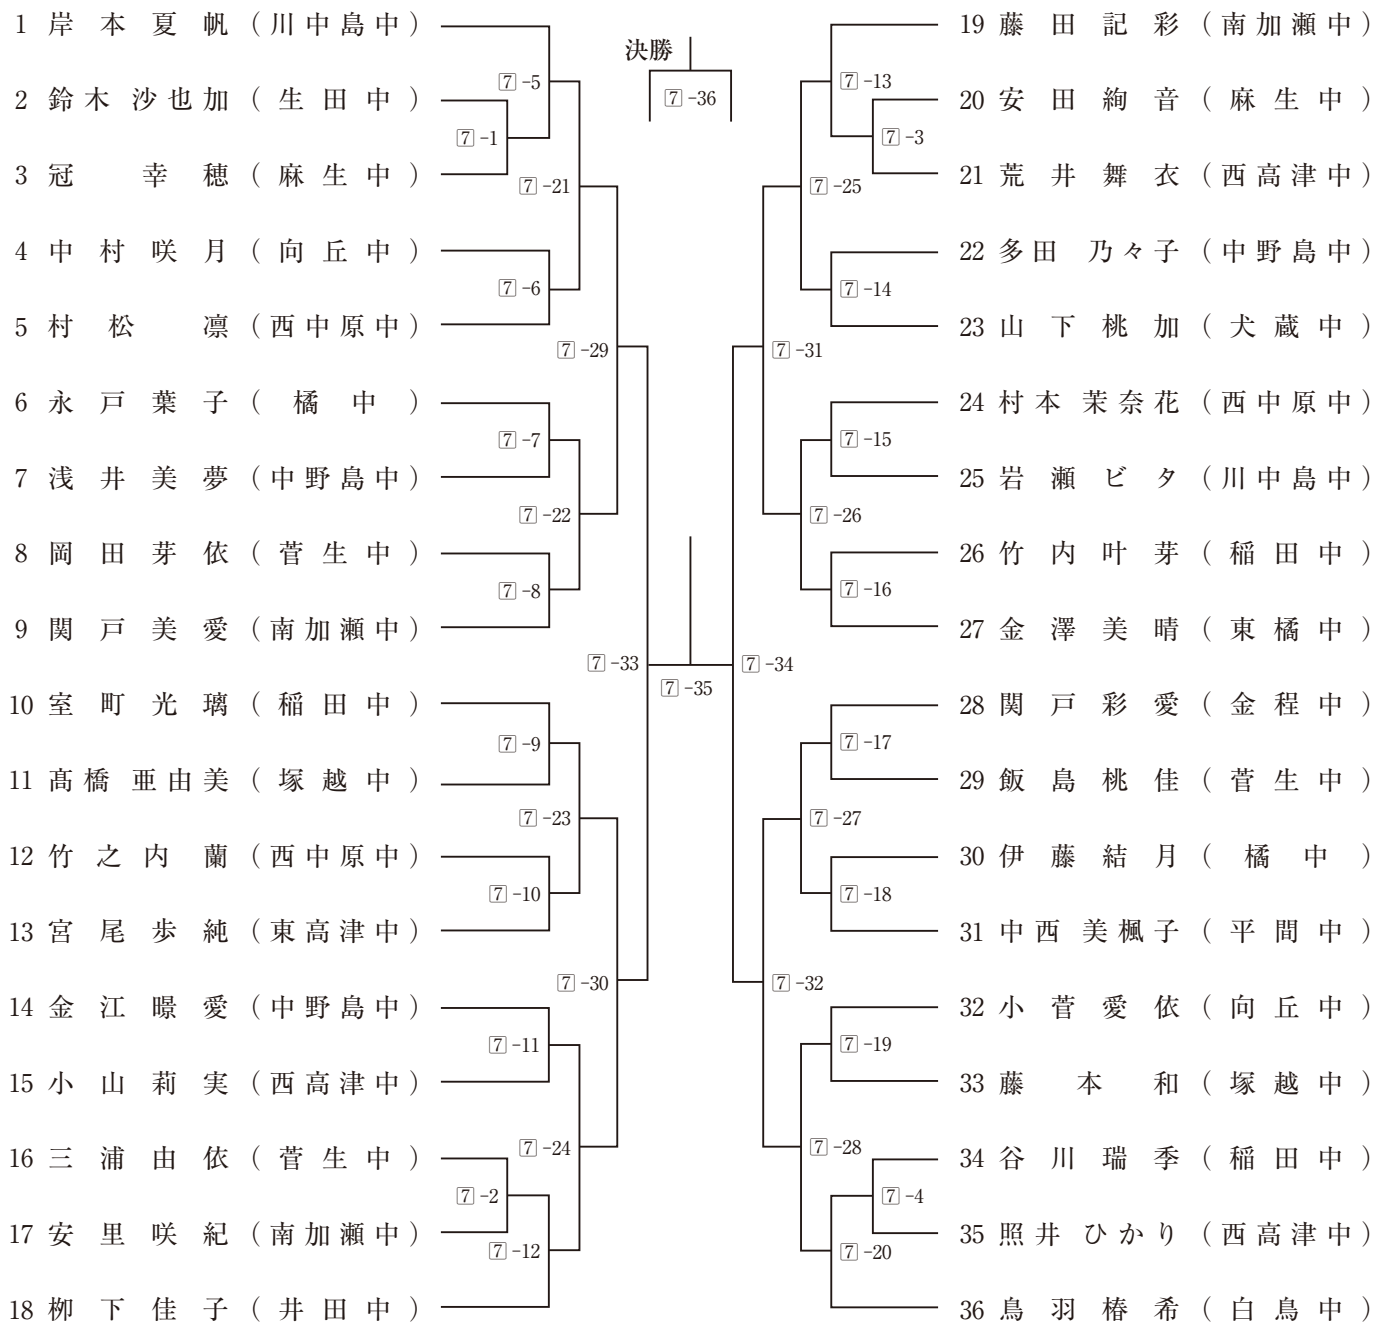 1 岸本夏帆（川中島中）
2 鈴木沙也加（生田中）
3 冠 幸穂（麻生中）
4 中村咲月（向丘中）
5 村松 凛（西中原中）
6 永戸葉子（橘中）
7 浅井美夢（中野島中）
8 岡田芽依（菅生中）
9 関戸美愛（南加瀬中）
10 室町光璃（稲田中）
11 髙橋亜由美（塚越中）
12 竹之内 蘭（西中原中）
13 宮尾歩純（東高津中）
14 金江暻愛（中野島中）
15 小山莉実（西高津中）
16 三浦由依（菅生中）
17 安里咲紀（南加瀬中）
18 栁下佳子（井田中）
7-1
7-2
7-5
7-6
7-7
7-8
7-9
7-10
7-11
7-12
7-21
7-22
7-23
7-24
7-29
7-30
7-33
決勝
7-36
7-35
7-34
7-31
7-32
7-25
7-26
7-27
7-28
7-13
7-14
7-15
7-16
7-17
7-18
7-19
7-20
7-3
7-4
19 藤田記彩（南加瀬中）
20 安田絢音（麻生中）
21 荒井舞衣（西高津中）
22 多田 乃々子（中野島中）
23 山下桃加（犬蔵中）
24 村本茉奈花（西中原中）
25 岩瀬ビタ（川中島中）
26 竹内叶芽（稲田中）
27 金澤美晴（東橘中）
28 関戸彩愛（金程中）
29 飯島桃佳（菅生中）
30 伊藤結月（橘中）
31 中西美楓子（平間中）
32 小菅愛依（向丘中）
33 藤本和（塚越中）
34 谷川瑞季（稲田中）
35 照井ひかり（西高津中）
36 鳥羽椿希（白鳥中）